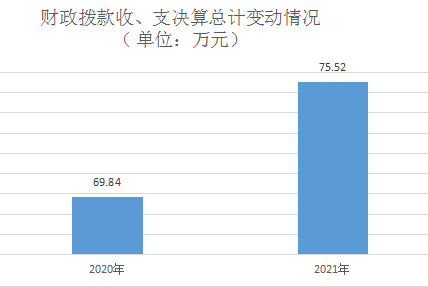 财政拨款收、支决算总计变动情况
（ 单位：万元）
75.52
69.84
2020年
2021年